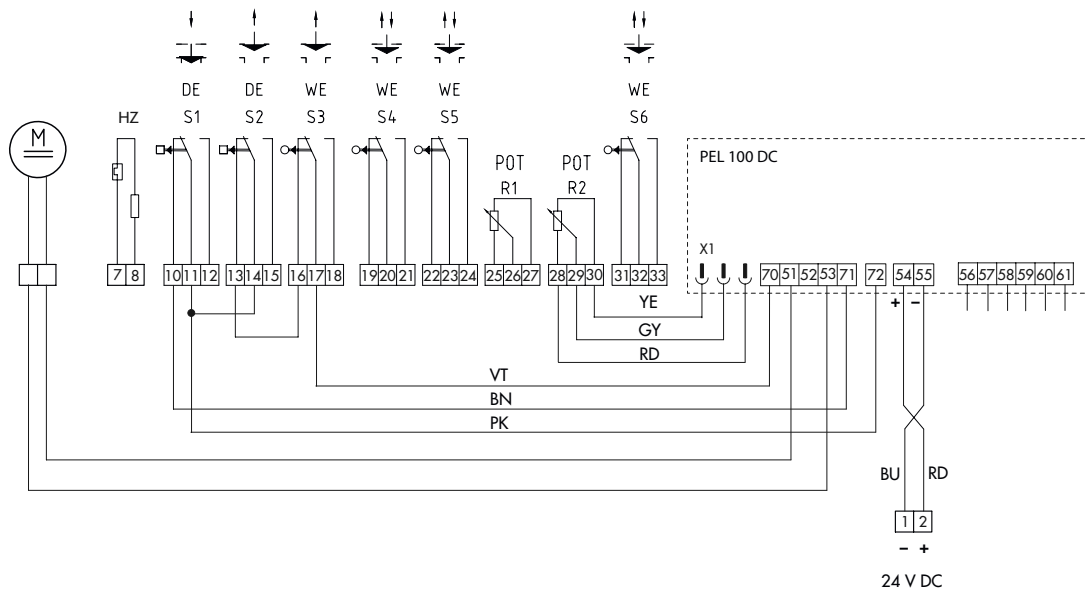 DE DE WE WE WE WE
HZ S1 S2 S3 S4 S5 S6
M
PEL 100 DC
POT POT
R1 R2
X1
7 8 10 11 12 13 14 15 16 17 18 19 20 21 22 23 24 25 26 27 28 29 30 31 32 33 70 51 52 53 71 72 54 55 56 57 58 59 60 61
YE + −
GY
RD
VT
BN
PK
BU RD
1 2
− +
24 V DC